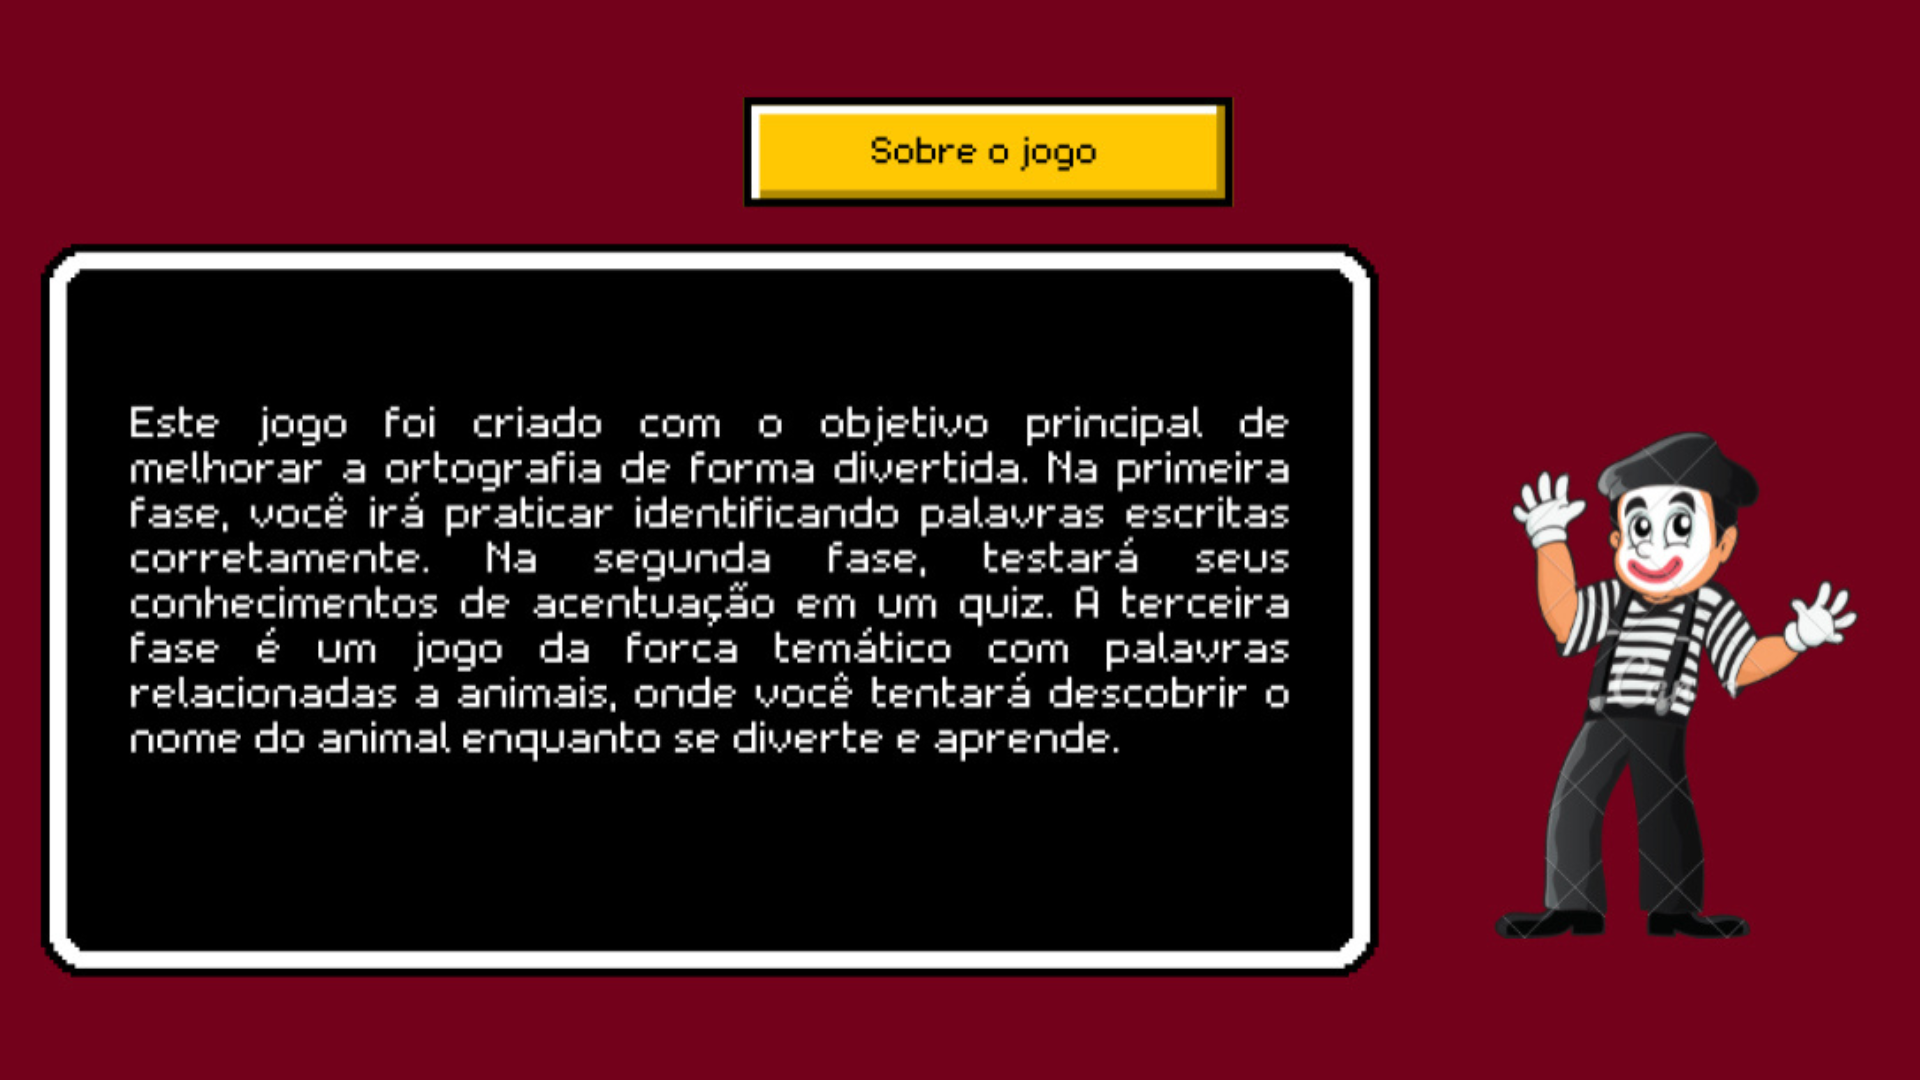 Sobre o jogo
Este jogo foi criado com o objetivo principal de
melhorar a ortografia de forma divertida. Na primeira
fase, você irá praticar identificando palavras escritas
corretamente. Na segunda fase, testará seus
conhecimentos de acentuação em um quiz. A terceira
fase é um jogo da forca temático com palavras
relacionadas a animais, onde você tentará descobrir o
nome do animal enquanto se diverte e aprende.